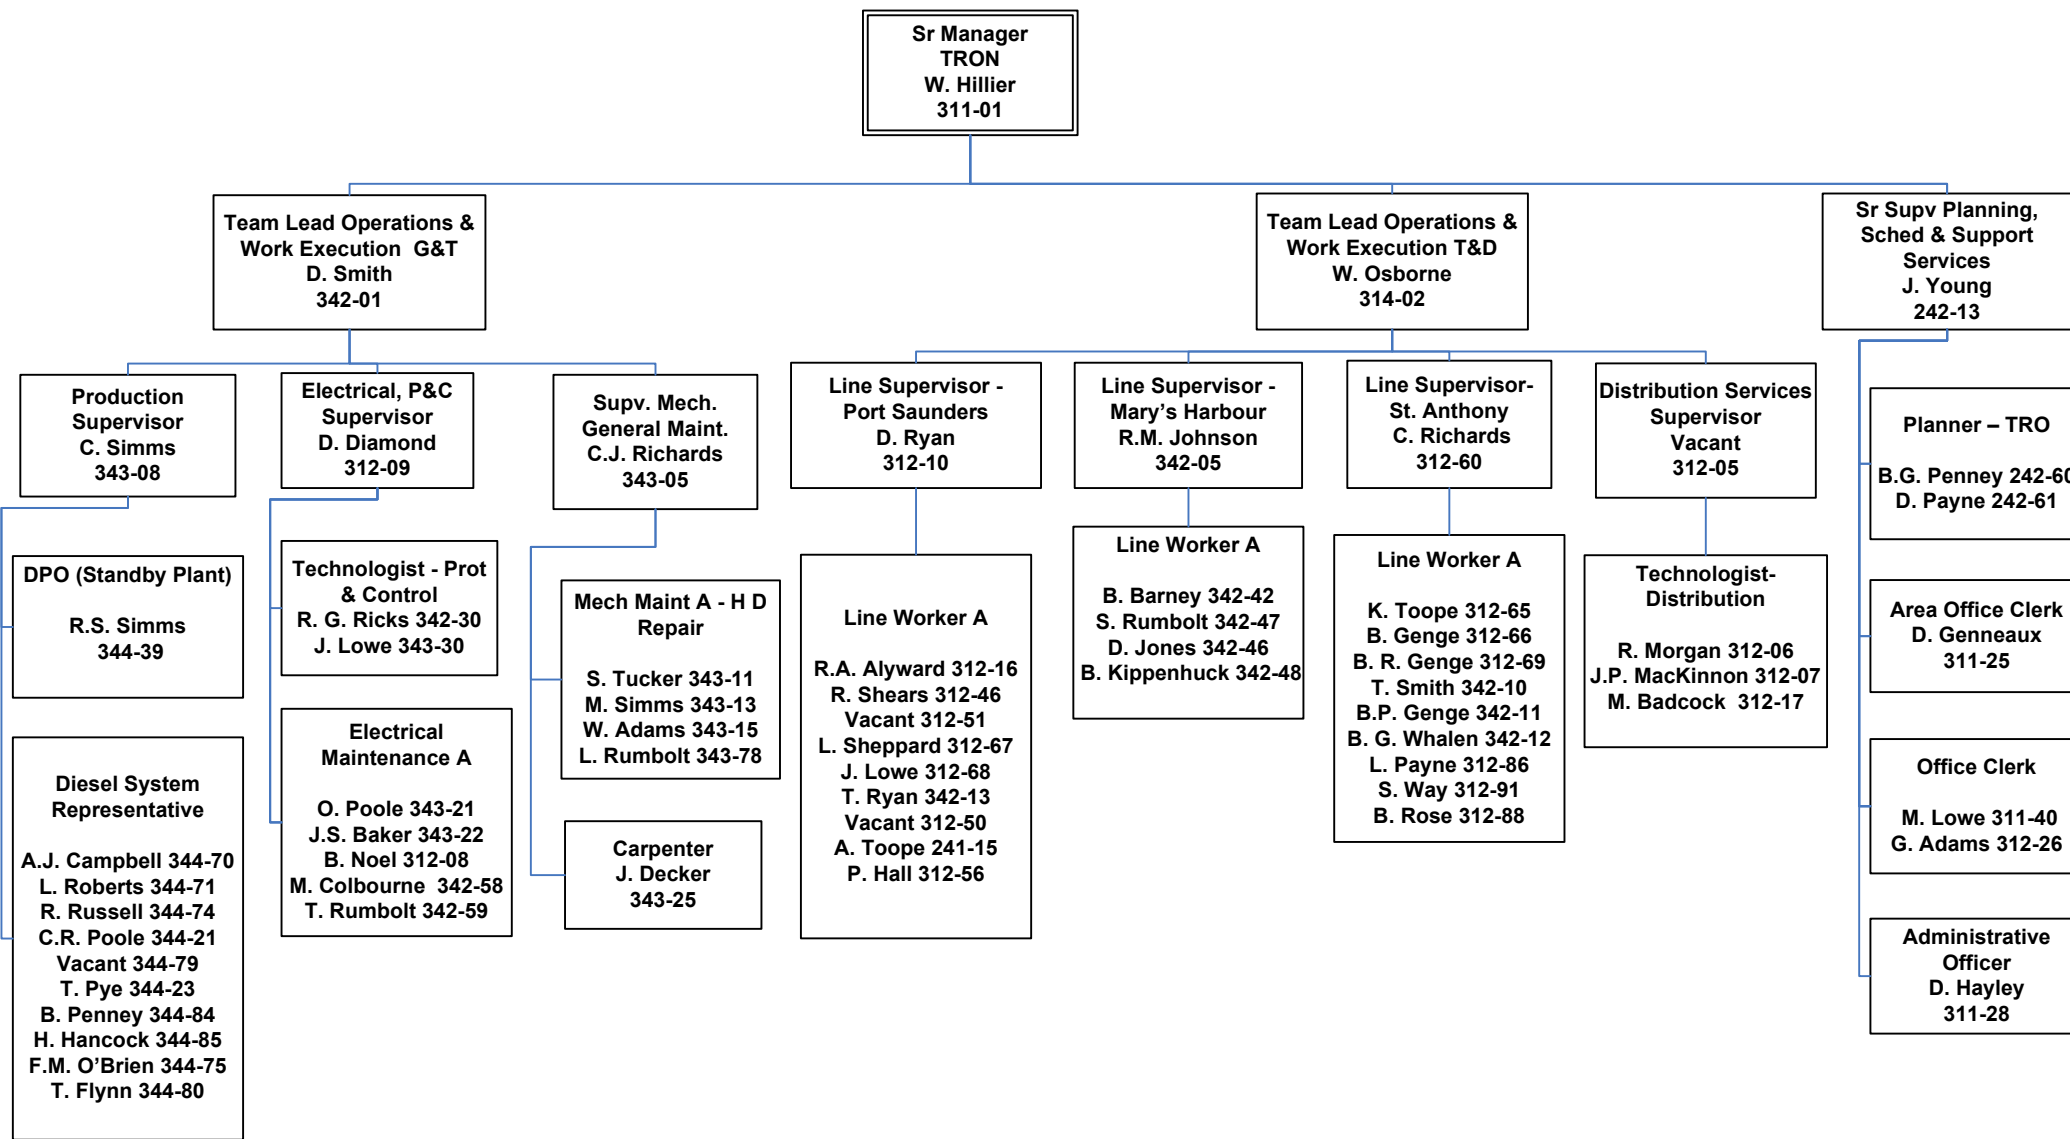 Sr Manager
TRON
W. Hillier
311-01
Team Lead Operations &
Work Execution G&T
D. Smith
342-01
Team Lead Operations &
Work Execution T&D
W. Osborne
314-02
Sr Supv Planning,
Sched & Support
Services
J. Young
242-13
Production
Supervisor
C. Simms
343-08
Electrical, P&C
Supervisor
D. Diamond
312-09
Supv. Mech.
General Maint.
C.J. Richards
343-05
Line Supervisor -
Port Saunders
D. Ryan
312-10
Line Supervisor -
Mary’s Harbour
R.M. Johnson
342-05
Line Supervisor-
St. Anthony
C. Richards
312-60
Distribution Services
Supervisor
Vacant
312-05
Planner – TRO
B.G. Penney 242-60
D. Payne 242-61
DPO (Standby Plant)
R.S. Simms
344-39
Technologist - Prot
& Control
R. G. Ricks 342-30
J. Lowe 343-30
Mech Maint A - H D
Repair
S. Tucker 343-11
M. Simms 343-13
W. Adams 343-15
L. Rumbolt 343-78
Line Worker A
R.A. Alyward 312-16
R. Shears 312-46
Vacant 312-51
L. Sheppard 312-67
J. Lowe 312-68
T. Ryan 342-13
Vacant 312-50
A. Toope 241-15
P. Hall 312-56
Line Worker A
B. Barney 342-42
S. Rumbolt 342-47
D. Jones 342-46
B. Kippenhuck 342-48
Line Worker A
K. Toope 312-65
B. Genge 312-66
B. R. Genge 312-69
T. Smith 342-10
B.P. Genge 342-11
B. G. Whalen 342-12
L. Payne 312-86
S. Way 312-91
B. Rose 312-88
Technologist-
Distribution
R. Morgan 312-06
J.P. MacKinnon 312-07
M. Badcock 312-17
Area Office Clerk
D. Genneaux
311-25
Diesel System
Representative
A.J. Campbell 344-70
L. Roberts 344-71
R. Russell 344-74
C.R. Poole 344-21
Vacant 344-79
T. Pye 344-23
B. Penney 344-84
H. Hancock 344-85
F.M. O’Brien 344-75
T. Flynn 344-80
Electrical
Maintenance A
O. Poole 343-21
J.S. Baker 343-22
B. Noel 312-08
M. Colbourne 342-58
T. Rumbolt 342-59
Carpenter
J. Decker
343-25
Office Clerk
M. Lowe 311-40
G. Adams 312-26
Administrative
Officer
D. Hayley
311-28